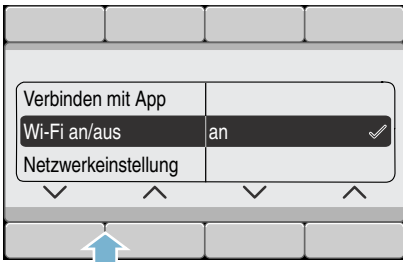 Verbinden mit App
Wi-Fi an/aus an
Netzwerkeinstellung